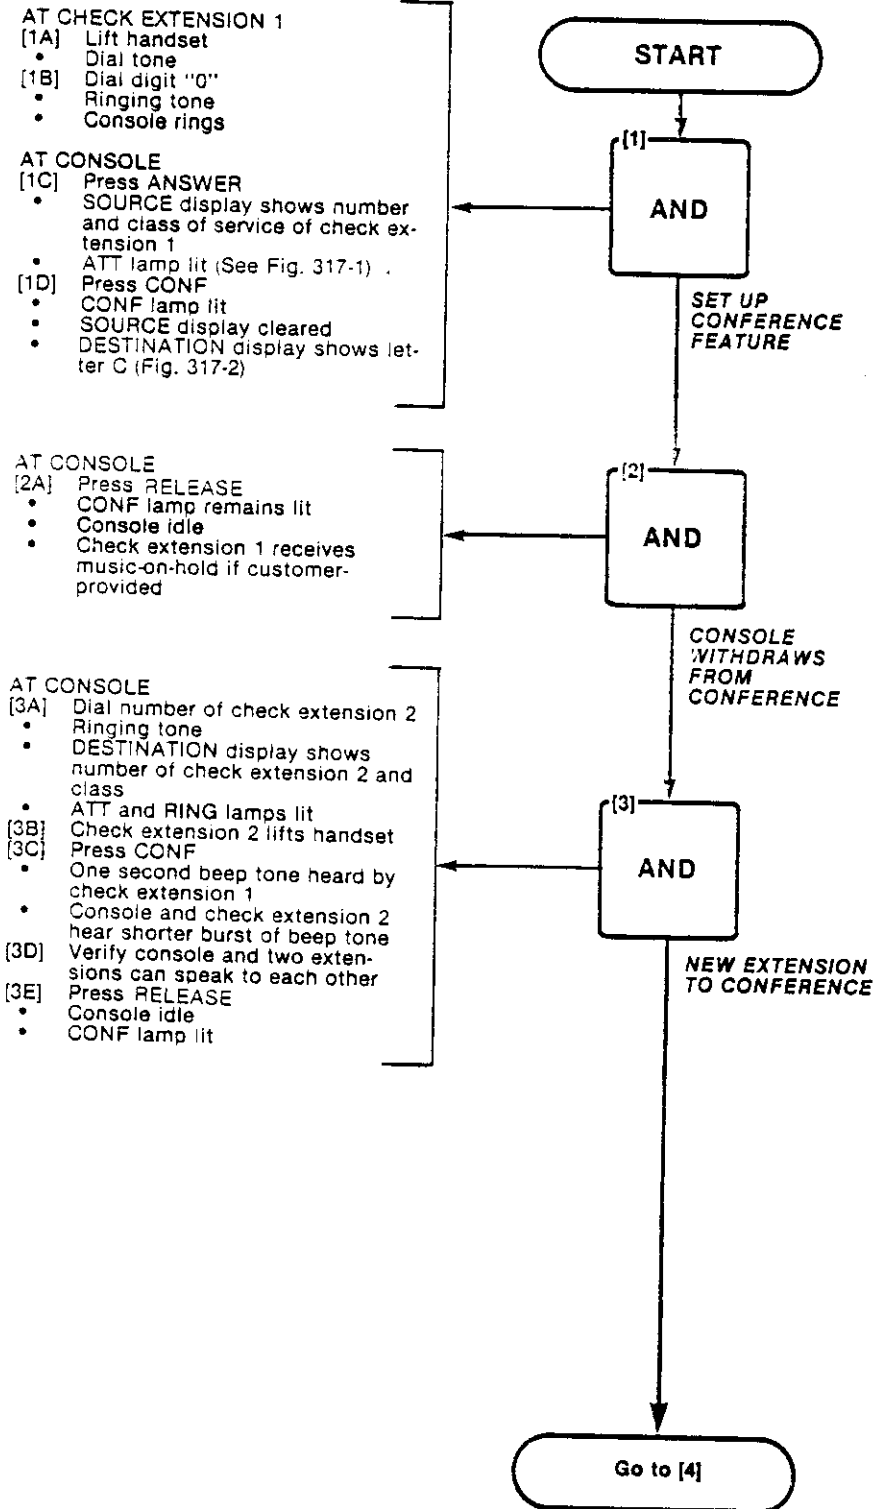 START
AT CHECK EXTENSION 1
[1A] Lift handset
• Dial tone
[1B] Dial digit "0"
• Ringing tone
• Console rings
AT CONSOLE
[1C] Press ANSWER
• SOURCE display shows number
and class of service of check ex-
tension 1
• ATT lamp lit (See Fig. 317-1) .
[1D] Press CONF
• CONF lamp lit
• SOURCE display cleared
• DESTINATION display shows let-
ter C (Fig. 317-2)
[1]
AND
SET UP
CONFERENCE
FEATURE
AT CONSOLE
[2A] Press RELEASE
• CONF lamp remains lit
• Console idle
• Check extension 1 receives
music-on-hold if customer-
provided
[2]
AND
CONSOLE
WITHDRAWS
FROM
CONFERENCE
AT CONSOLE
[3A] Dial number of check extension 2
• Ringing tone
• DESTINATION display shows
number of check extension 2 and
class
• ATT and RING lamps lit
[3B] Check extension 2 lifts handset
[3C] Press CONF
• One second beep tone heard by
check extension 1
• Console and check extension 2
hear shorter burst of beep tone
[3D] Verify console and two exten-
sions can speak to each other
[3E] Press RELEASE
• Console idle
• CONF lamp lit
[3]
AND
NEW EXTENSION
TO CONFERENCE
Go to [4]